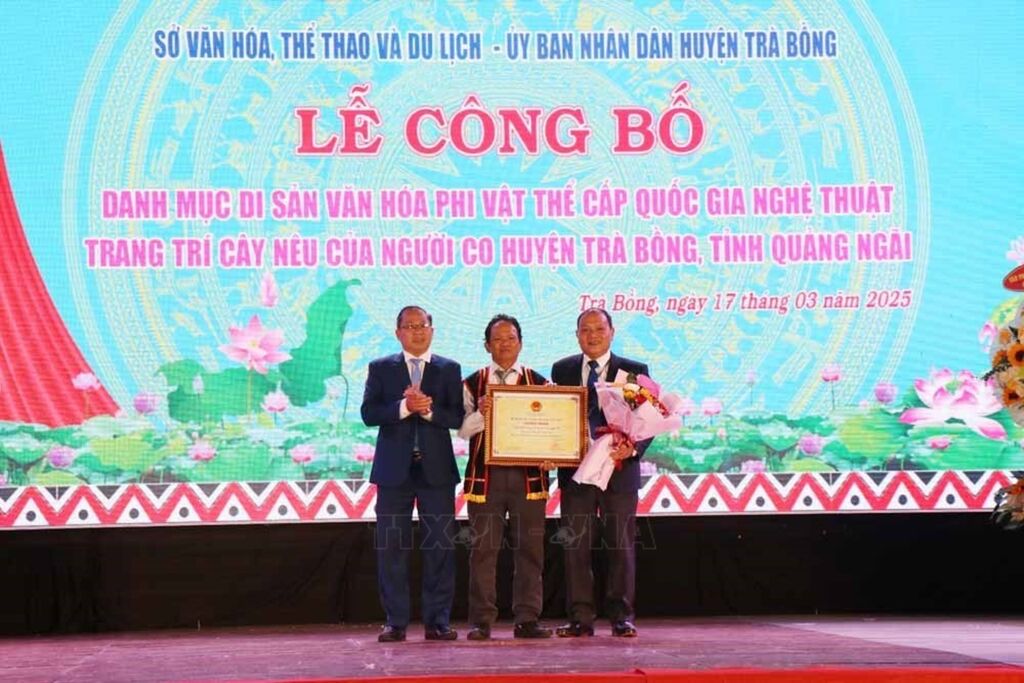 SỞ VĂN HÓA, THỂ THAO VÀ DU LỊCH - ỦY BAN NHÂN DÂN HUYỆN TRÀ BỒNG
LỄ CÔNG BỐ
DANH MỤC DI SẢN VĂN HÓA PHI VẬT THỂ CẤP QUỐC GIA NGHỆ THUẬT
TRANG TRÍ CÂY NÊU CỦA NGƯỜI CO HUYỆN TRÀ BỒNG, TỈNH QUẢNG NGÃI
Trà Bồng, ngày 17 tháng 03 năm 2025
TTXVN - VNA